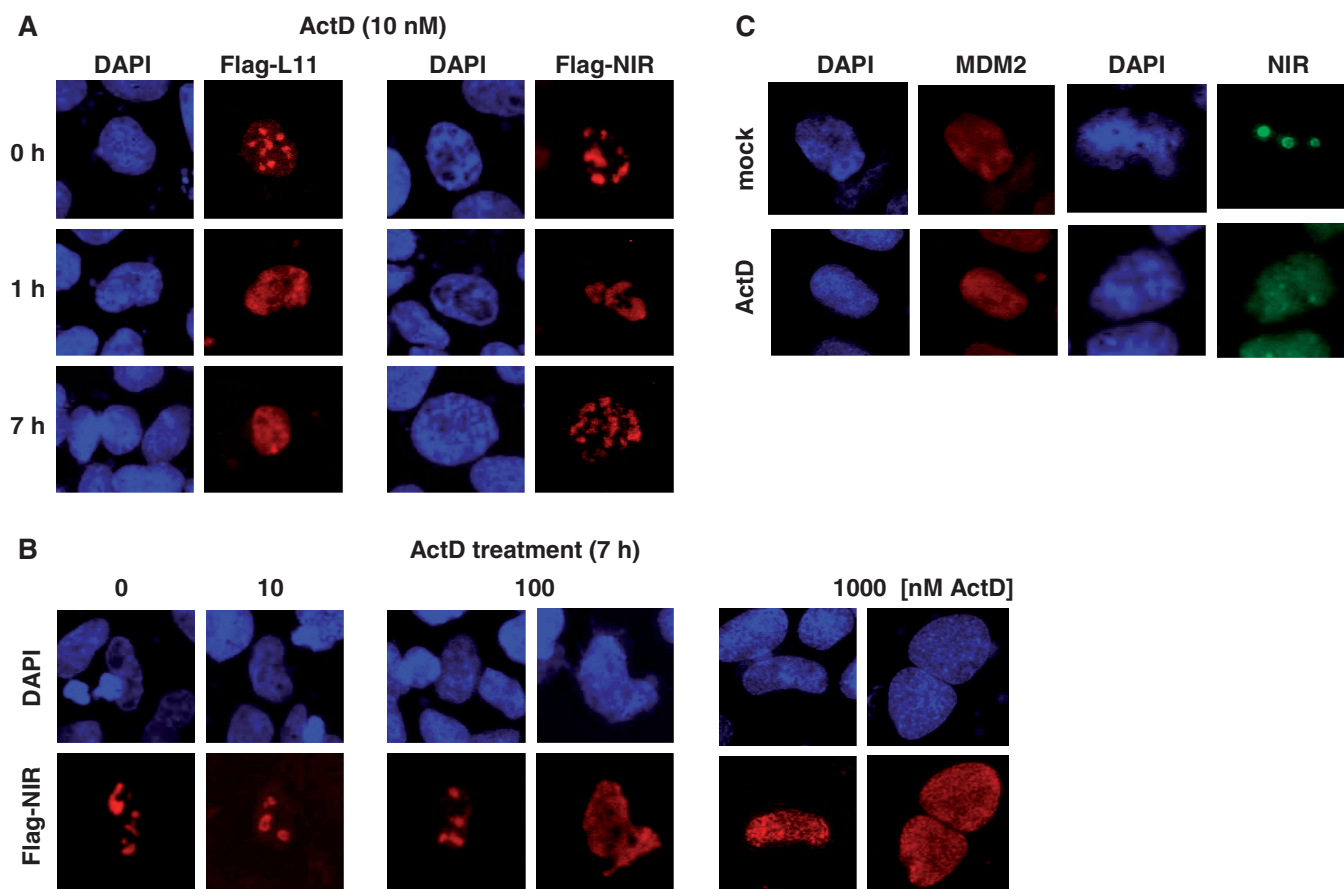 A
ActD (10 nM)
DAPI Flag-L11 DAPI Flag-NIR
0 h
1 h
7 h
B
ActD treatment (7 h)
0 10 100 1000 [nM ActD]
DAPI
Flag-NIR
C
DAPI MDM2 DAPI NIR
mock
ActD